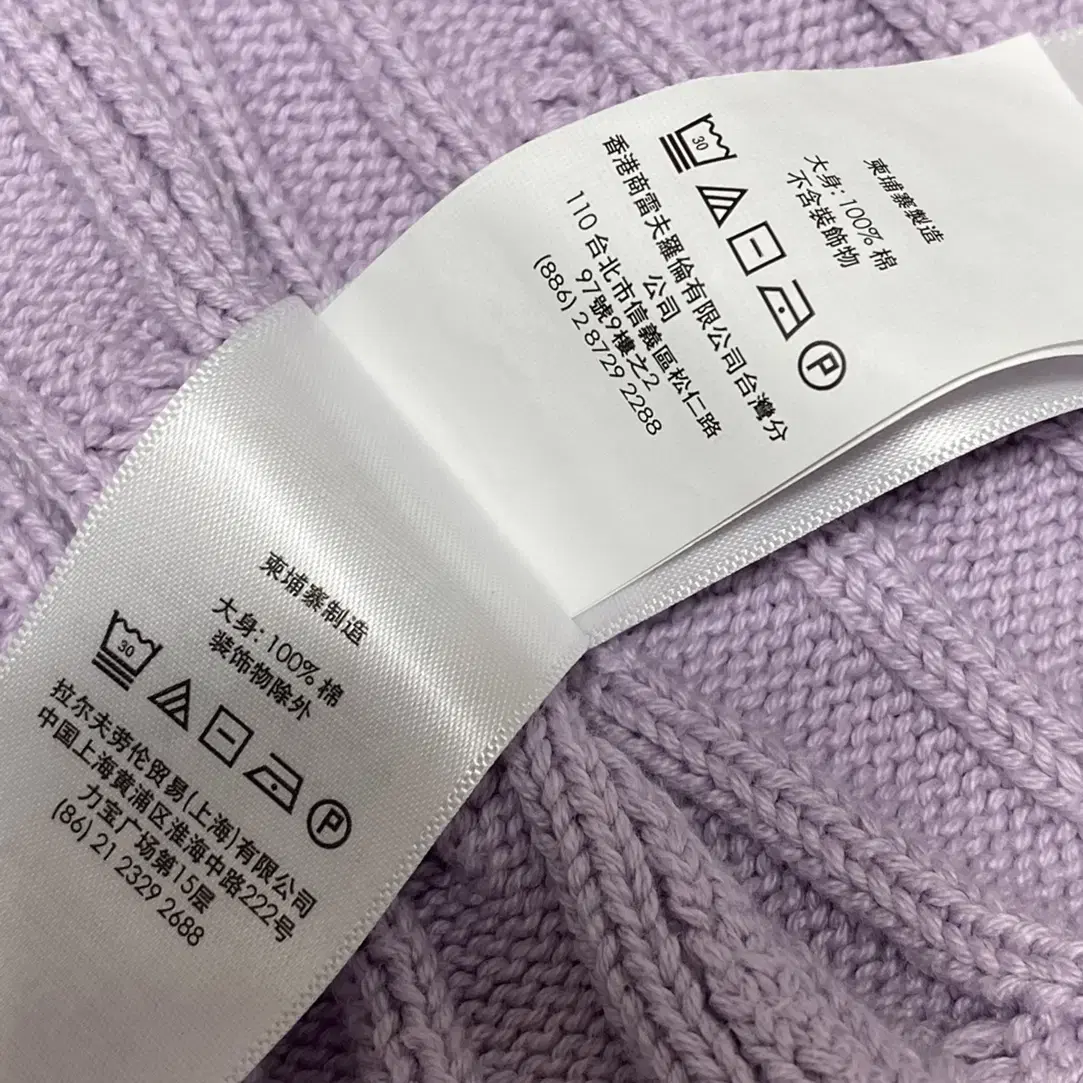 柬埔寨製造
大身: 100% 棉
不含裝飾物
30
P
香港商雷夫羅倫有限公司台灣分
公司
110 台北市信義區松仁路
97號9樓之2
(886) 2 8729 2288
柬埔寨制造
大身: 100% 棉
装饰物除外
30
P
拉尔夫劳伦贸易(上海)有限公司
中国上海黄浦区淮海中路222号
力宝广场第15层
(86) 21 2329 2688